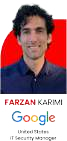 FARZAN KARIMI
Google
United States
IT Security Manager